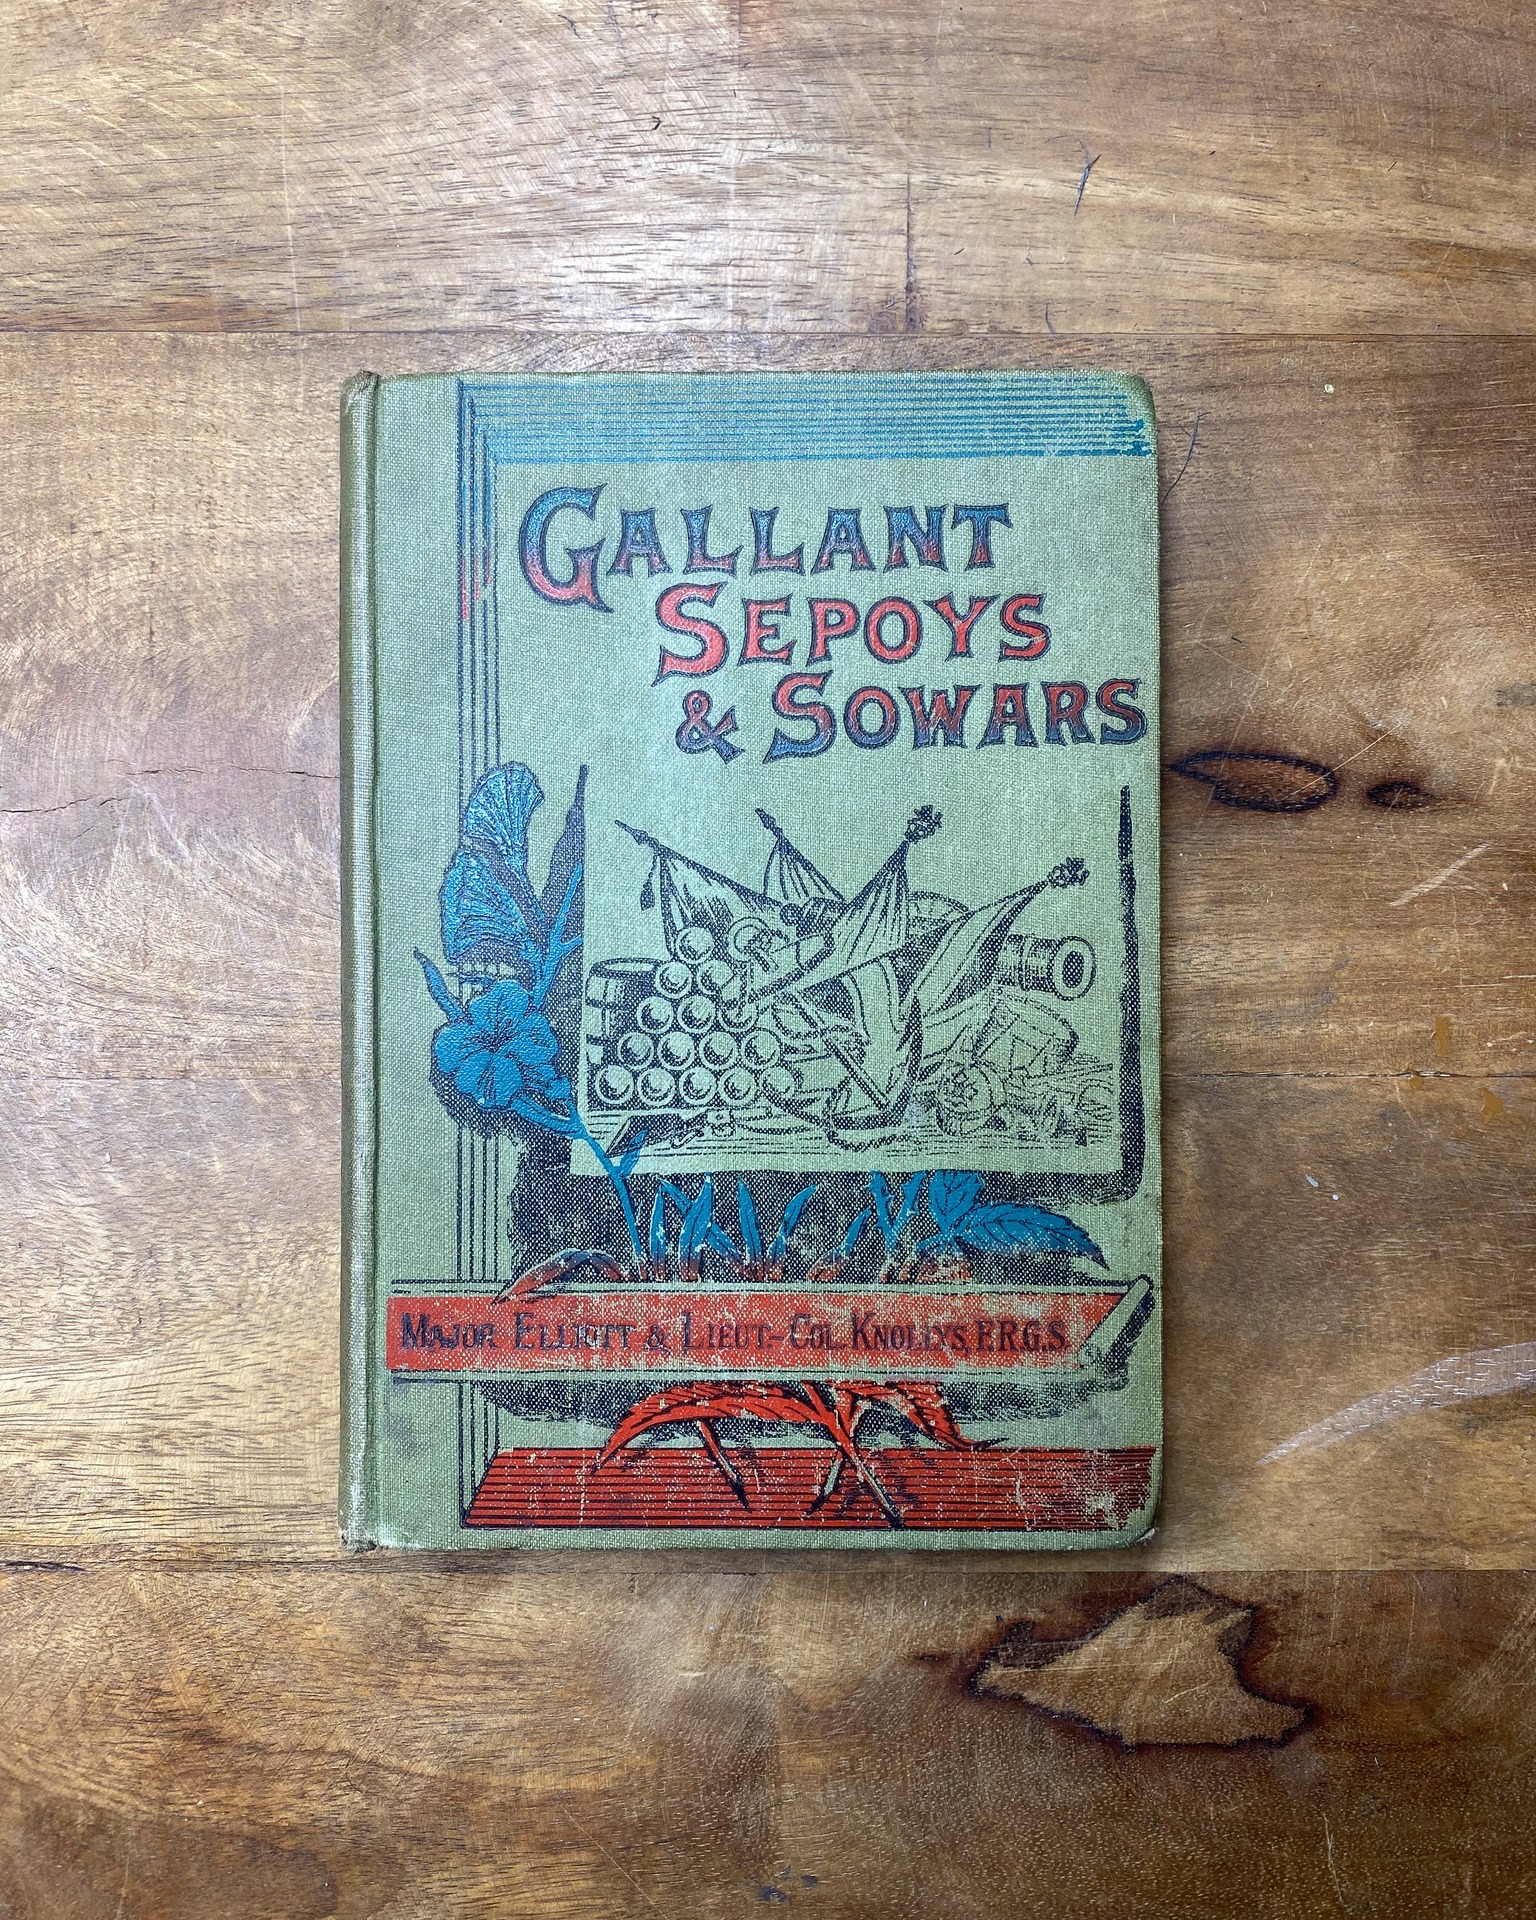 GALLANT
SEPOYS
& SOWARS
MAJOR ELLIOTT & LIEUT.-COL. KNOLLYS, F.R.G.S.